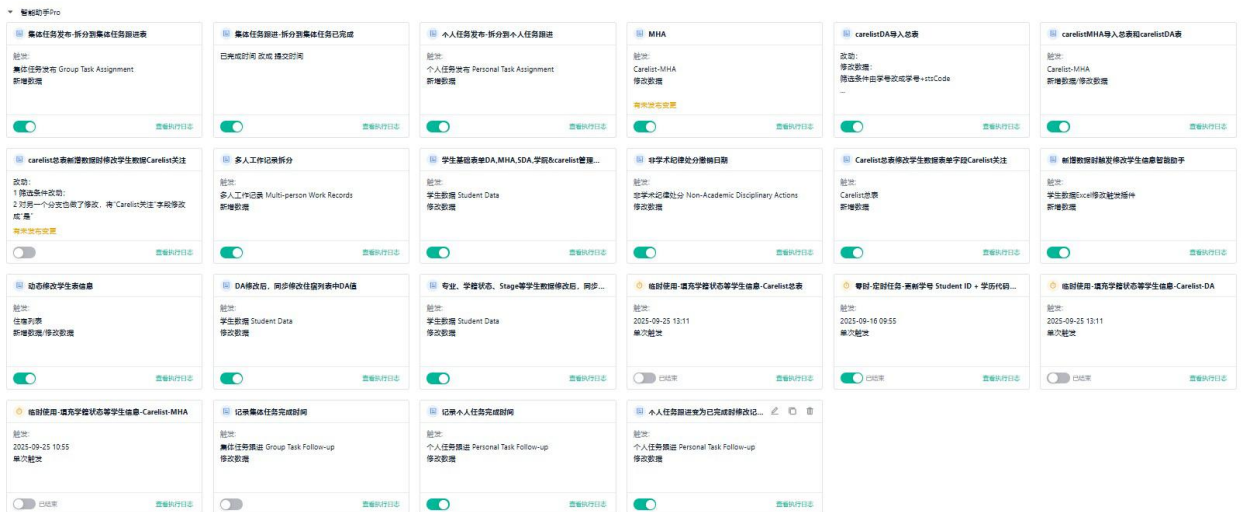 智能助手Pro
集体任务发布-拆分到集体任务跟进表
触发:
集体任务发布 Group Task Assignment
新增数据
查看执行日志
集体任务跟进-拆分到集体任务已完成
已完成时间 改成 提交时间
查看执行日志
个人任务发布-拆分到个人任务跟进
触发:
个人任务发布 Personal Task Assignment
新增数据
查看执行日志
MHA
触发:
Carelist-MHA
修改数据
有未发布变更
查看执行日志
carelistDA导入总表
改动:
修改数据:
筛选条件由学号改成学号+stsCode
...
查看执行日志
carelistMHA导入总表和carelistDA表
触发:
Carelist-MHA
新增数据/修改数据
查看执行日志
carelist总表新增数据时修改学生数据Carelist关注
改动:
1 筛选条件改动:
2 对另一个分支也做了修改，将"Carelist关注"字段修改
成"是"
有未发布变更
查看执行日志
多人工作记录拆分
触发:
多人工作记录 Multi-person Work Records
新增数据
查看执行日志
学生基础表单DA,MHA,SDA,学院&carelist管理...
触发:
学生数据 Student Data
修改数据
查看执行日志
非学术纪律处分撤销日期
触发:
非学术纪律处分 Non-Academic Disciplinary Actions
修改数据
查看执行日志
Carelist总表修改学生数据表单字段Carelist关注
触发:
Carelist总表
新增数据
查看执行日志
新增数据时触发修改学生信息智能助手
触发:
学生数据Excel修改触发插件
新增数据
查看执行日志
动态修改学生表信息
触发:
住宿列表
新增数据/修改数据
查看执行日志
DA修改后，同步修改住宿列表中DA值
触发:
学生数据 Student Data
修改数据
查看执行日志
专业、学籍状态、Stage等学生数据修改后，同步...
触发:
学生数据 Student Data
修改数据
查看执行日志
临时使用-填充学籍状态等学生信息-Carelist总表
触发:
2025-09-25 13:11
单次触发
已结束
查看执行日志
零时-定时任务-更新学号 Student ID + 学历代码...
触发:
2025-09-16 09:55
单次触发
已结束
查看执行日志
临时使用-填充学籍状态等学生信息-Carelist-DA
触发:
2025-09-25 13:11
单次触发
已结束
查看执行日志
临时使用-填充学籍状态等学生信息-Carelist-MHA
触发:
2025-09-25 10:55
单次触发
已结束
查看执行日志
记录集体任务完成时间
触发:
集体任务跟进 Group Task Follow-up
修改数据
查看执行日志
记录个人任务完成时间
触发:
个人任务跟进 Personal Task Follow-up
修改数据
查看执行日志
个人任务跟进变为已完成时修改记...
触发:
个人任务跟进 Personal Task Follow-up
修改数据
查看执行日志